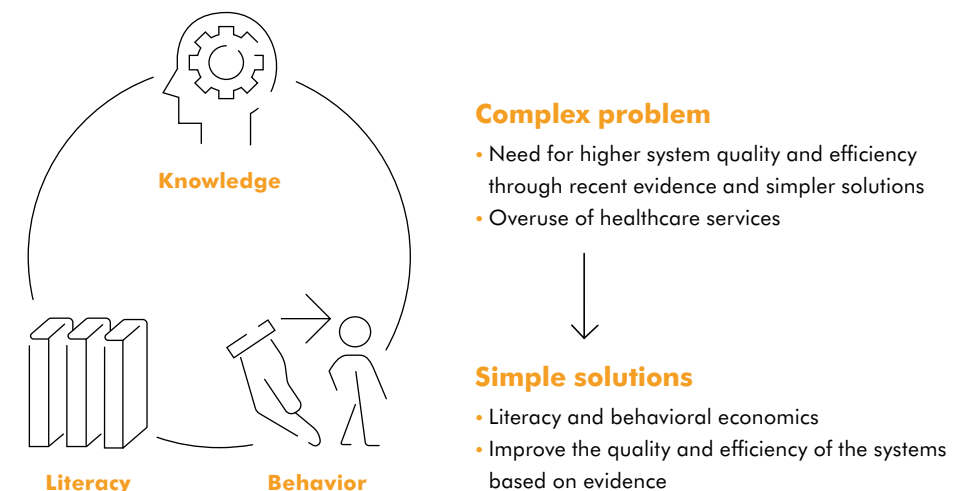 Knowledge
Literacy
Behavior
Complex problem
• Need for higher system quality and efficiency
through recent evidence and simpler solutions
• Overuse of healthcare services
Simple solutions
• Literacy and behavioral economics
• Improve the quality and efficiency of the systems
based on evidence